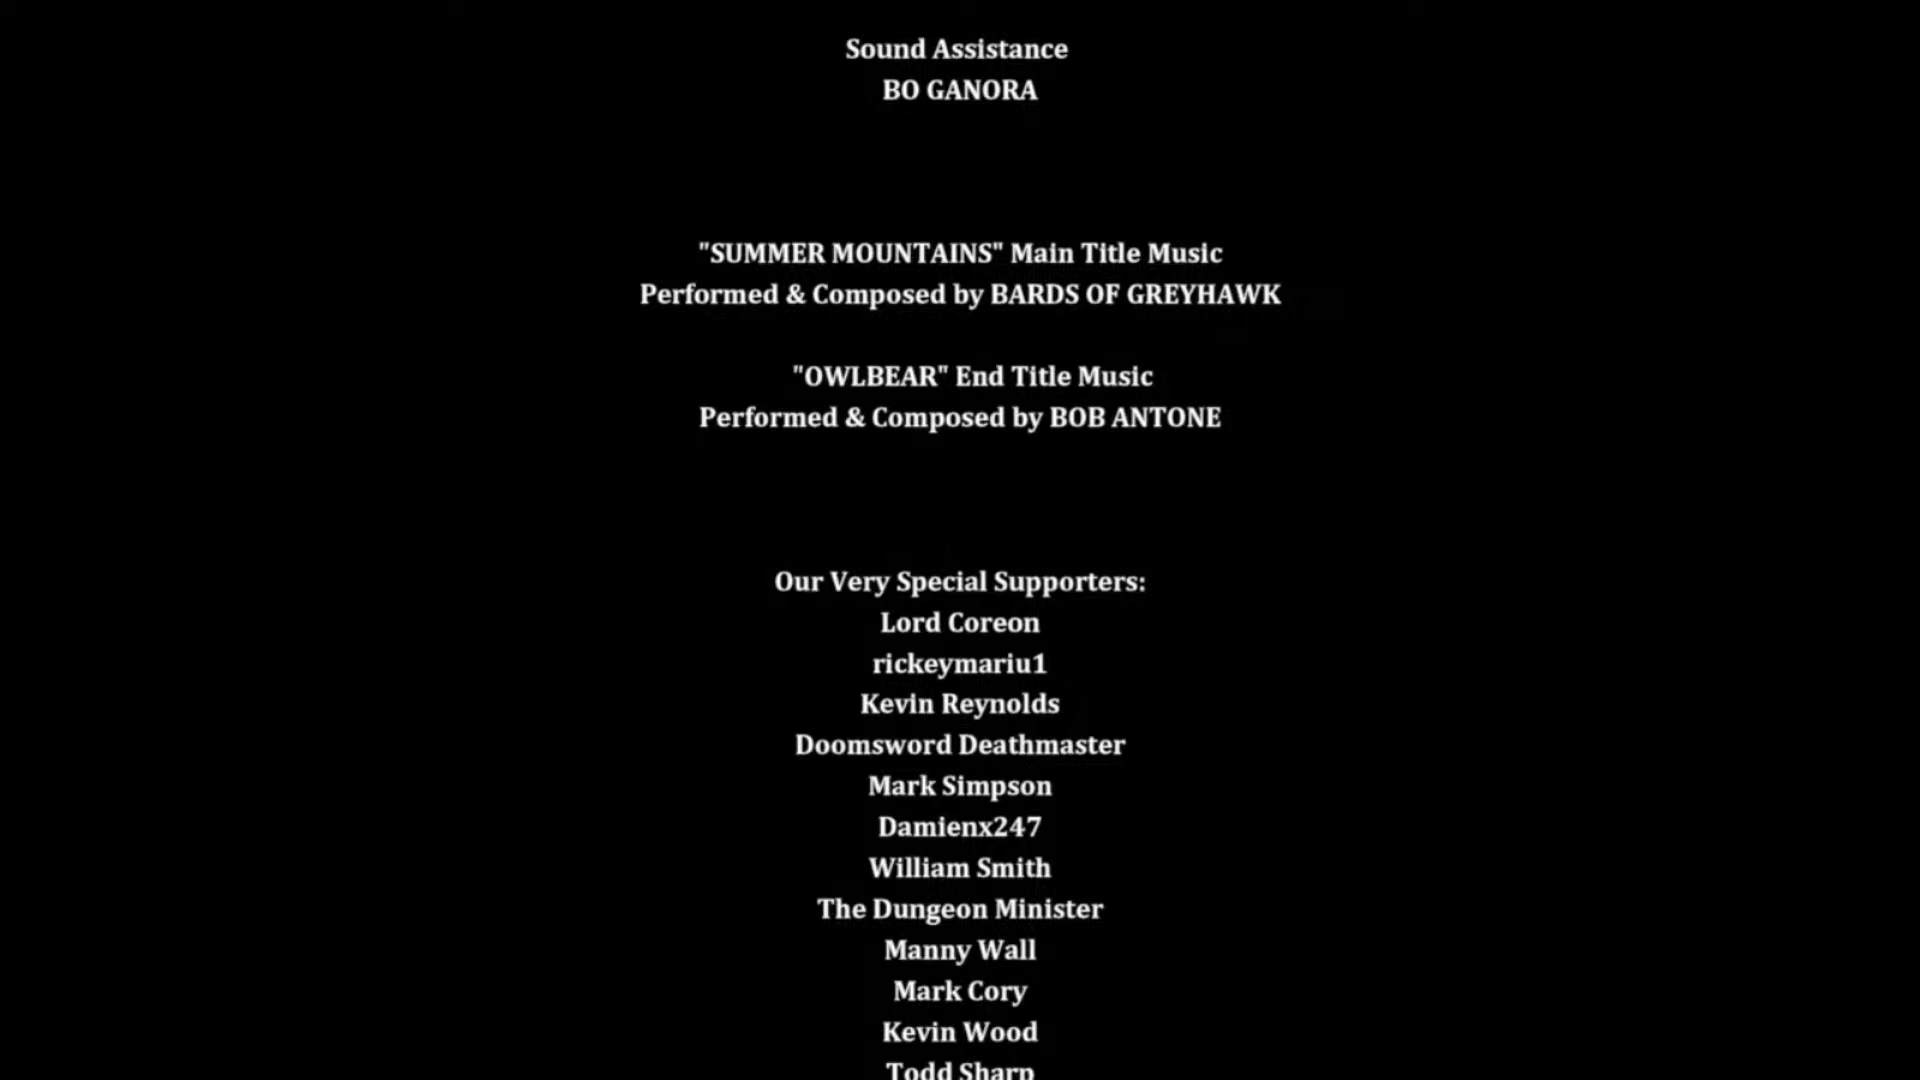 Sound Assistance
BO GANORA
"SUMMER MOUNTAINS" Main Title Music
Performed & Composed by BARDS OF GREYHAWK
"OWLBEAR" End Title Music
Performed & Composed by BOB ANTONE
Our Very Special Supporters:
Lord Coreon
rickeymariu1
Kevin Reynolds
Doomsword Deathmaster
Mark Simpson
Damienx247
William Smith
The Dungeon Minister
Manny Wall
Mark Cory
Kevin Wood
Todd Sharp